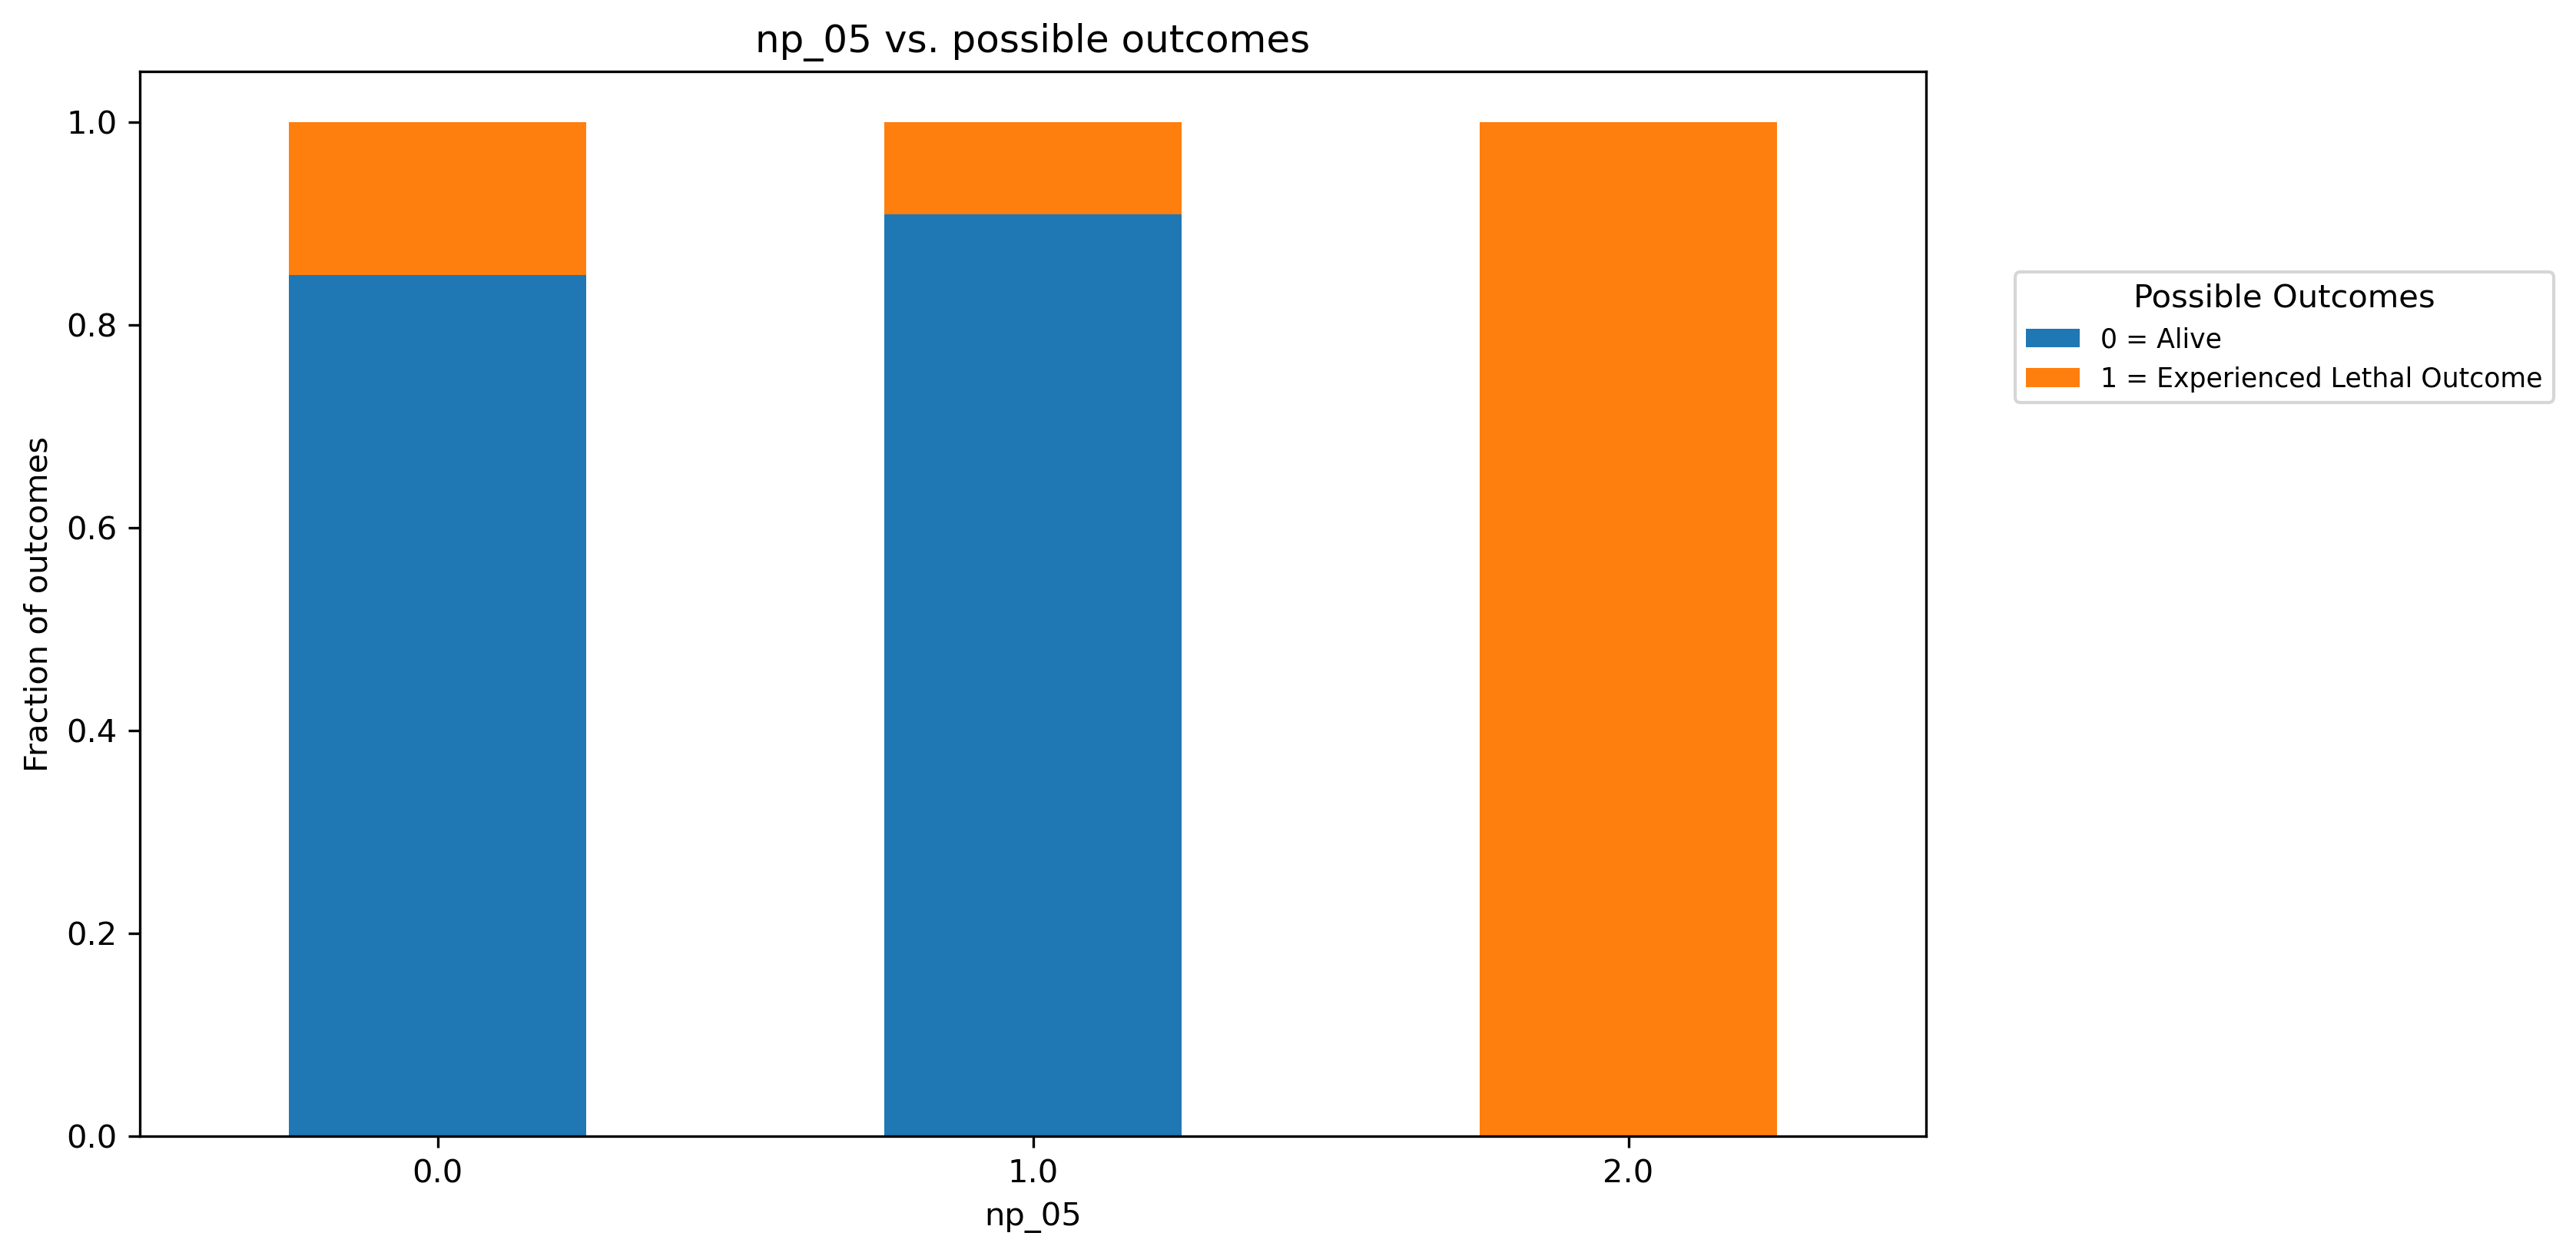 np_05 vs. possible outcomes
Fraction of outcomes
1.0
0.8
0.6
0.4
0.2
0.0
0.0 1.0 2.0
np_05
Possible Outcomes
0 = Alive
1 = Experienced Lethal Outcome